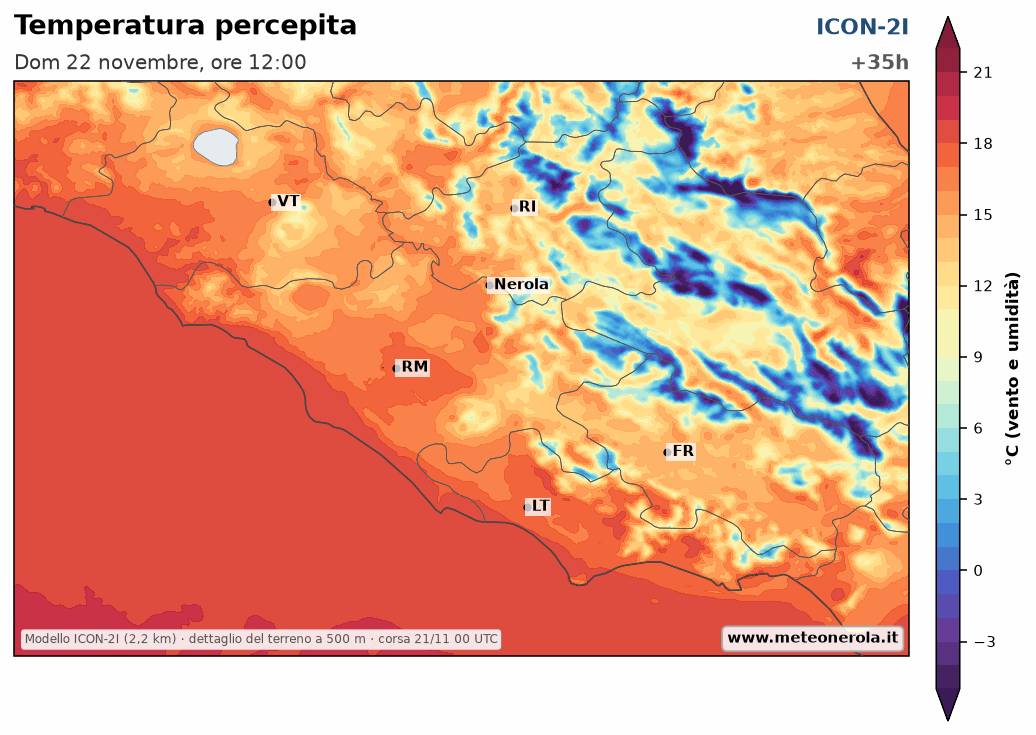 Temperatura percepita
ICON-2I
Dom 22 novembre, ore 12:00
+35h
VT
RI
Nerola
RM
FR
LT
21
18
15
12
9
6
3
0
−3
°C (vento e umidità)
Modello ICON-2I (2,2 km) · dettaglio del terreno a 500 m · corsa 21/11 00 UTC
www.meteonerola.it